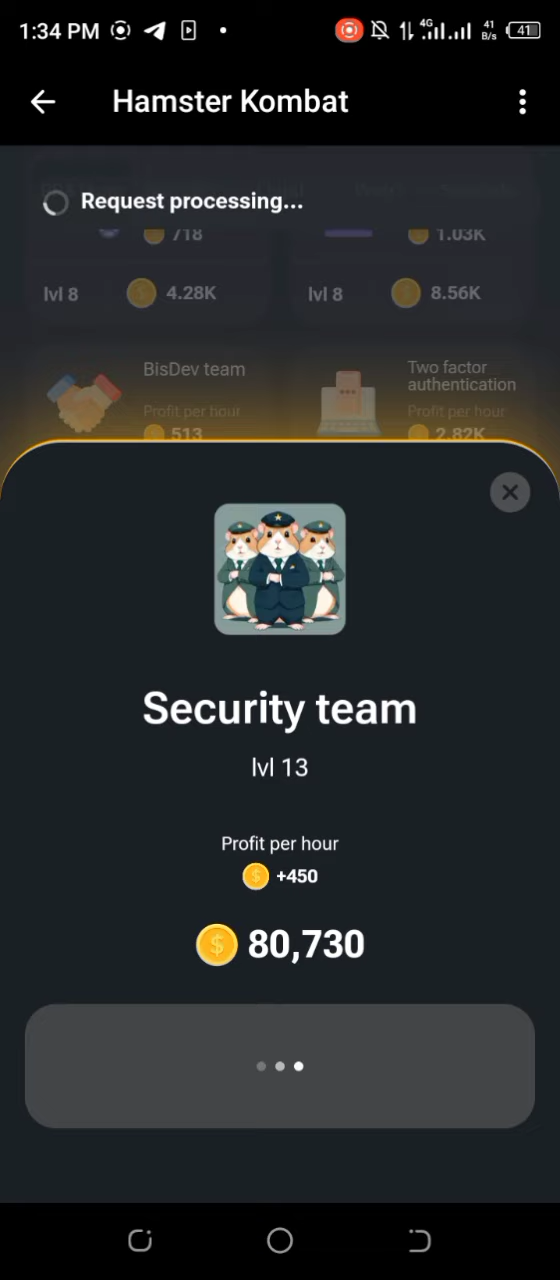 1:34 PM
4G
41
B/s
41
Hamster Kombat
Request processing...
718
1.03K
lvl 8
4.28K
lvl 8
8.56K
BisDev team
Profit per hour
513
Two factor
authentication
Profit per hour
2.82K
Security team
lvl 13
Profit per hour
+450
80,730